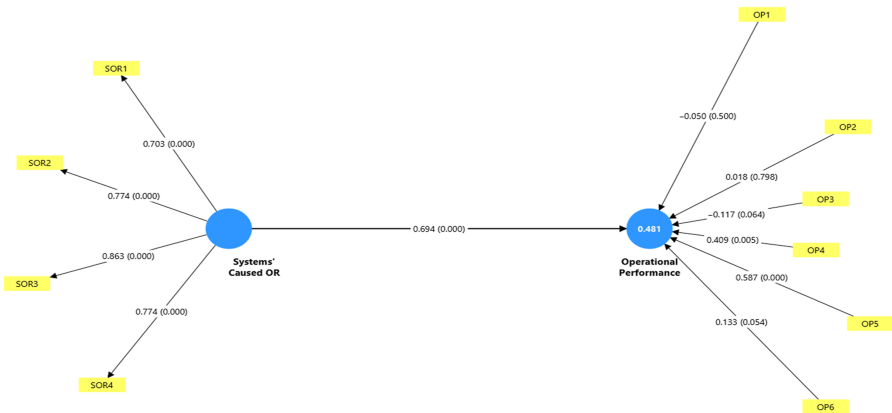 OP1
SOR1
−0.050 (0.500)
OP2
0.703 (0.000)
SOR2
0.018 (0.798)
0.774 (0.000)
OP3
−0.117 (0.064)
0.694 (0.000)
0.481
0.409 (0.005)
OP4
0.863 (0.000)
Systems'
Caused OR
Operational
Performance
0.587 (0.000)
SOR3
0.774 (0.000)
0.133 (0.054)
OP5
SOR4
OP6